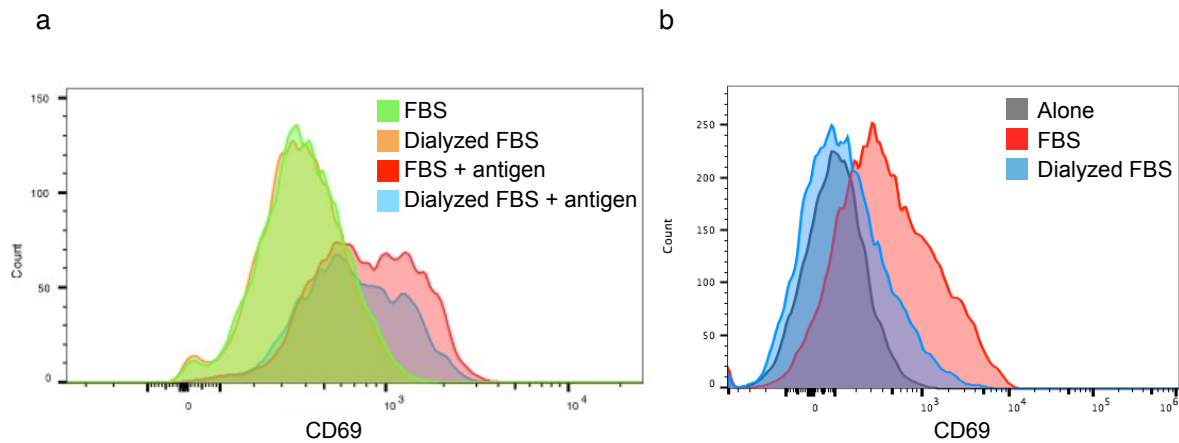 a
150
100
50
0
Count
FBS
Dialyzed FBS
FBS + antigen
Dialyzed FBS + antigen
0
10³
10⁴
CD69
b
250
200
150
100
50
0
Count
Alone
FBS
Dialyzed FBS
0
10³
10⁴
10⁵
10⁶
CD69